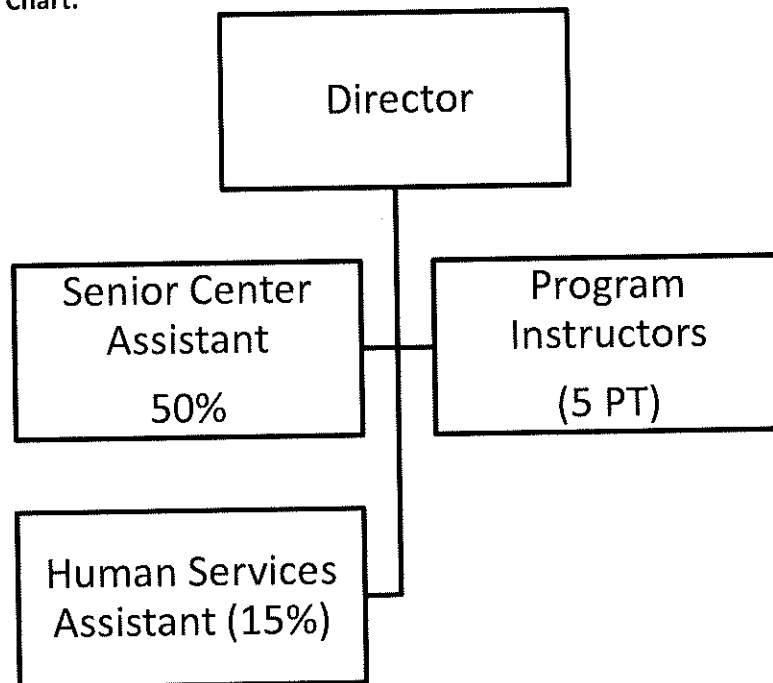 Chart:
Director
Senior Center
Assistant
50%
Program
Instructors
(5 PT)
Human Services
Assistant (15%)